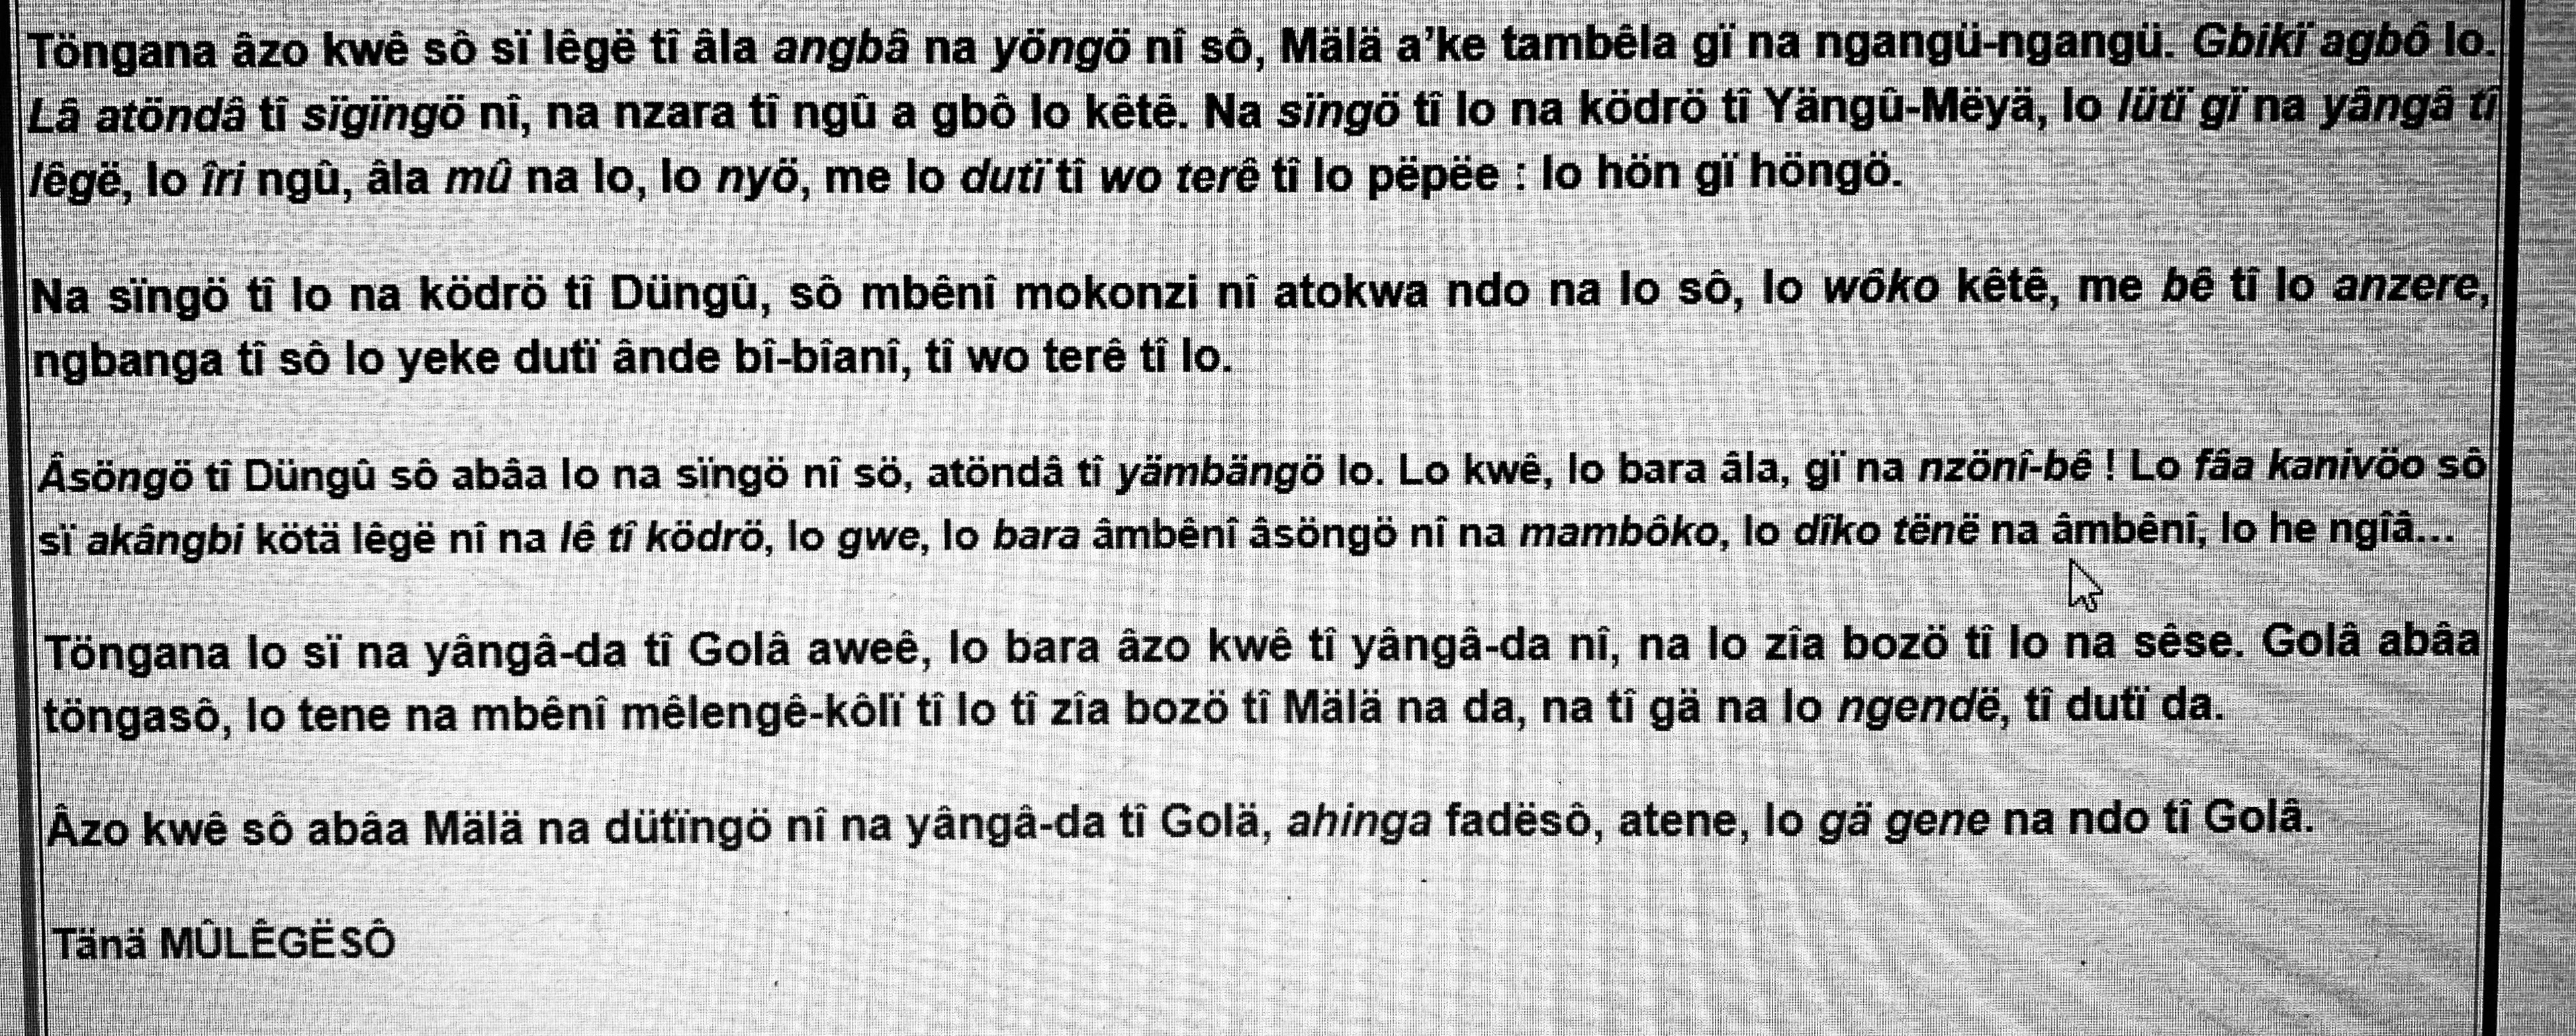 Töngana âzo kwê sô sï lêgë tî âla angbâ na yöngö nî sô, Mälä a'ke tambêla gï na ngangü-ngangü. Gbikï agbô lo.
Lâ atöndâ tî sïgïngö nî, na nzara tî ngû a gbô lo kêtê. Na sïngö tî lo na ködrö tî Yängû-Mëyä, lo lütï gï na yângâ tî
lêgë, lo îri ngû, âla mû na lo, lo nyö, me lo dutï tî wo terê tî lo pëpëe : lo hön gï höngö.
Na sïngö tî lo na ködrö tî Düngû, sô mbênî mokonzi nî atokwa ndo na lo sô, lo wôko kêtê, me bê tî lo anzere,
ngbanga tî sô lo yeke dutï ânde bî-bîanî, tî wo terê tî lo.
Âsöngö tî Düngû sô abâa lo na sïngö nî sö, atöndâ tî yämbängö lo. Lo kwê, lo bara âla, gï na nzönî-bê ! Lo fâa kanivöo sô
sï akângbi kötä lêgë nî na lê tî ködrö, lo gwe, lo bara âmbênî âsöngö nî na mambôko, lo dîko tënë na âmbênî, lo he ngîâ...
Töngana lo sï na yângâ-da tî Golâ aweê, lo bara âzo kwê tî yângâ-da nî, na lo zîa bozö tî lo na sêse. Golâ abâa
töngasô, lo tene na mbênî mêlengê-kôlï tî lo tî zîa bozö tî Mälä na da, na tî gä na lo ngendë, tî dutï da.
Âzo kwê sô abâa Mälä na dütïngö nî na yângâ-da tî Golä, ahinga fadësô, atene, lo gä gene na ndo tî Golâ.
Tänä MÛLÊGËSÔ